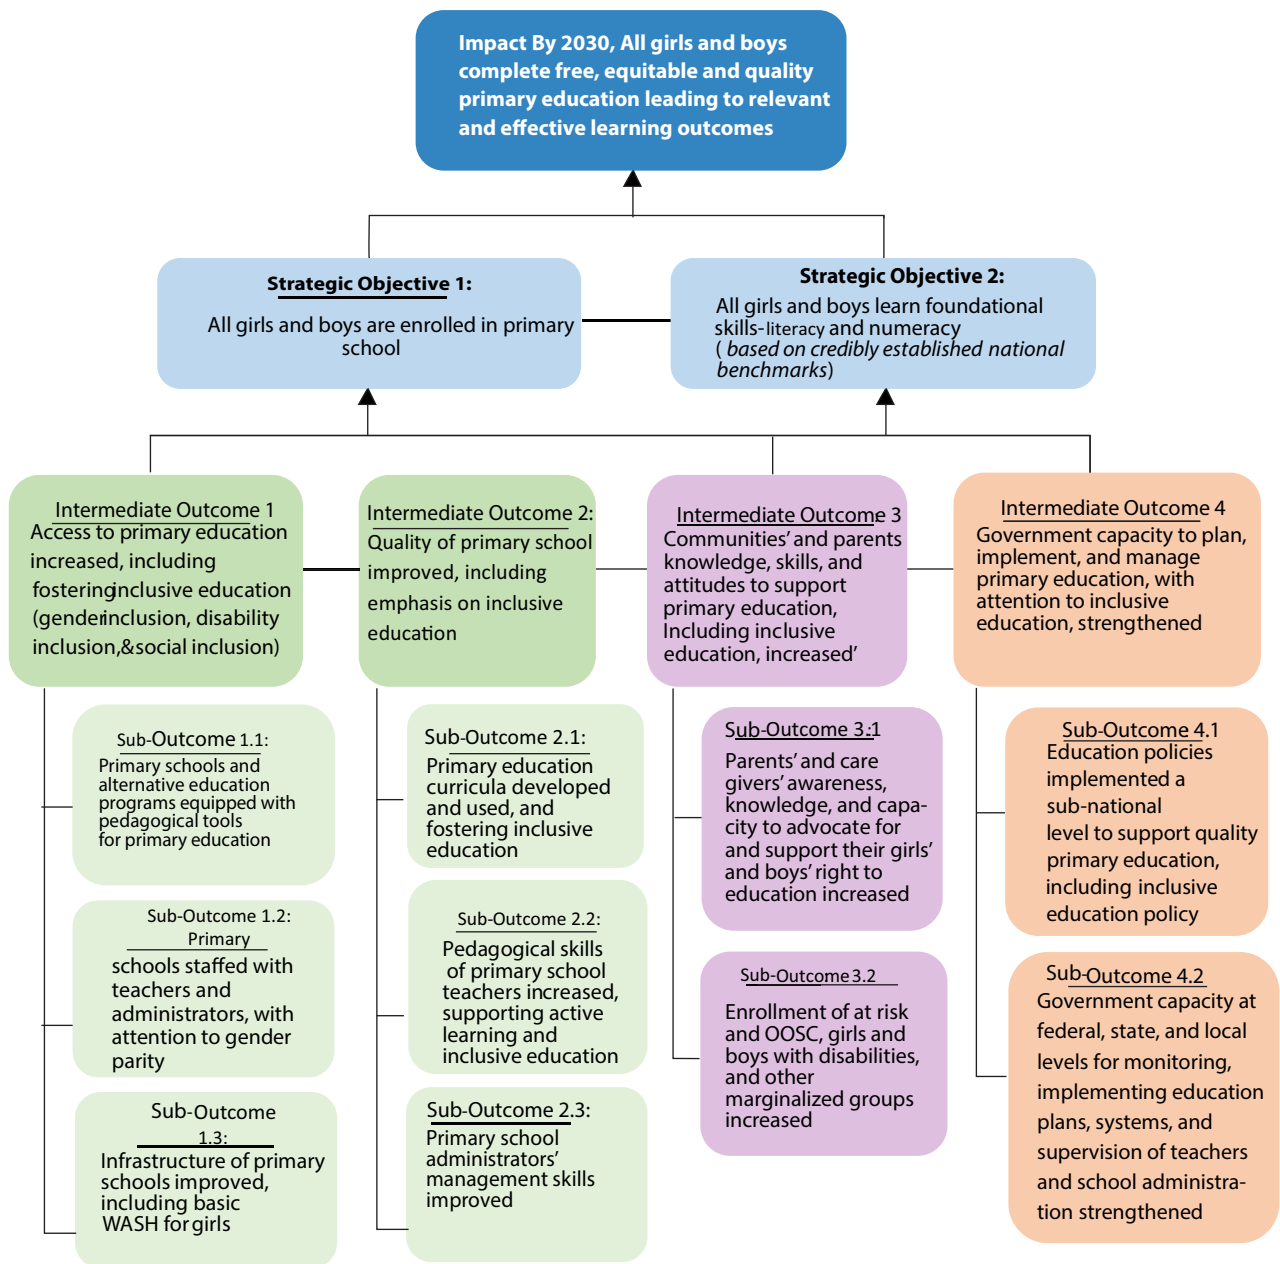 Impact By 2030, All girls and boys
complete free, equitable and quality
primary education leading to relevant
and effective learning outcomes
Strategic Objective 1:
All girls and boys are enrolled in primary
school
Strategic Objective 2:
All girls and boys learn foundational
skills-literacy and numeracy
( based on credibly established national
benchmarks)
Intermediate Outcome 1
Access to primary education
increased, including
fostering inclusive education
(gender inclusion, disability
inclusion,&social inclusion)
Intermediate Outcome 2:
Quality of primary school
improved, including
emphasis on inclusive
education
Intermediate Outcome 3
Communities’ and parents
knowledge, skills, and
attitudes to support
primary education,
Including inclusive
education, increased’
Intermediate Outcome 4
Government capacity to plan,
implement, and manage
primary education, with
attention to inclusive
education, strengthened
Sub-Outcome 1.1:
Primary schools and
alternative education
programs equipped with
pedagogical tools
for primary education
Sub-Outcome 1.2:
Primary
schools staffed with
teachers and
administrators, with
attention to gender
parity
Sub-Outcome
1.3:
Infrastructure of primary
schools improved,
including basic
WASH for girls
Sub-Outcome 2.1:
Primary education
curricula developed
and used, and
fostering inclusive
education
Sub-Outcome 2.2:
Pedagogical skills
of primary school
teachers increased,
supporting active
learning and
inclusive education
Sub-Outcome 2.3:
Primary school
administrators’
management skills
improved
Sub-Outcome 3.:1
Parents’ and care
givers’ awareness,
knowledge, and capa-
city to advocate for
and support their girls’
and boys’ right to
education increased
Sub-Outcome 3.2
Enrollment of at risk
and OOSC, girls and
boys with disabilities,
and other
marginalized groups
increased
Sub-Outcome 4.1
Education policies
implemented a
sub-national
level to support quality
primary education,
including inclusive
education policy
Sub-Outcome 4.2
Government capacity at
federal, state, and local
levels for monitoring,
implementing education
plans, systems, and
supervision of teachers
and school administra-
tion strengthened